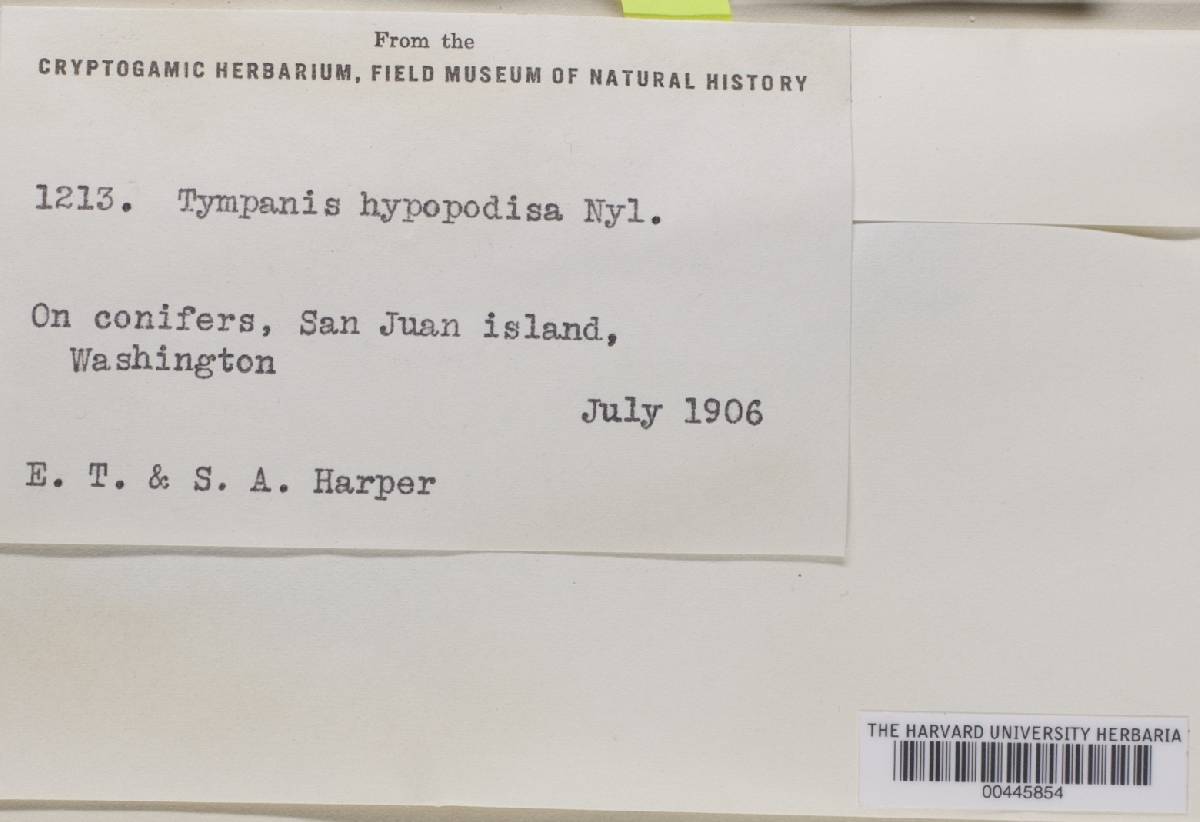 From the
CRYPTOGAMIC HERBARIUM, FIELD MUSEUM OF NATURAL HISTORY
1213. Tympanis hypopodisa Nyl.
On conifers, San Juan island,
Washington
July 1906
E. T. & S. A. Harper
THE HARVARD UNIVERSITY HERBARIA
00445854